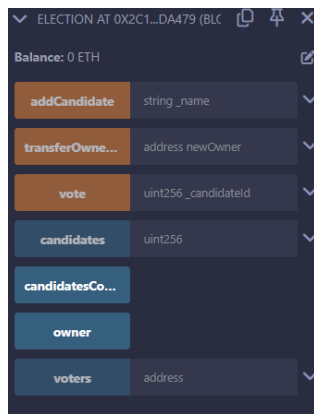 ELECTION AT 0X2C1...DA479 (BLC
Balance: 0 ETH
addCandidate string _name
transferOwne... address newOwner
vote uint256 _candidateId
candidates uint256
candidatesCo...
owner
voters address